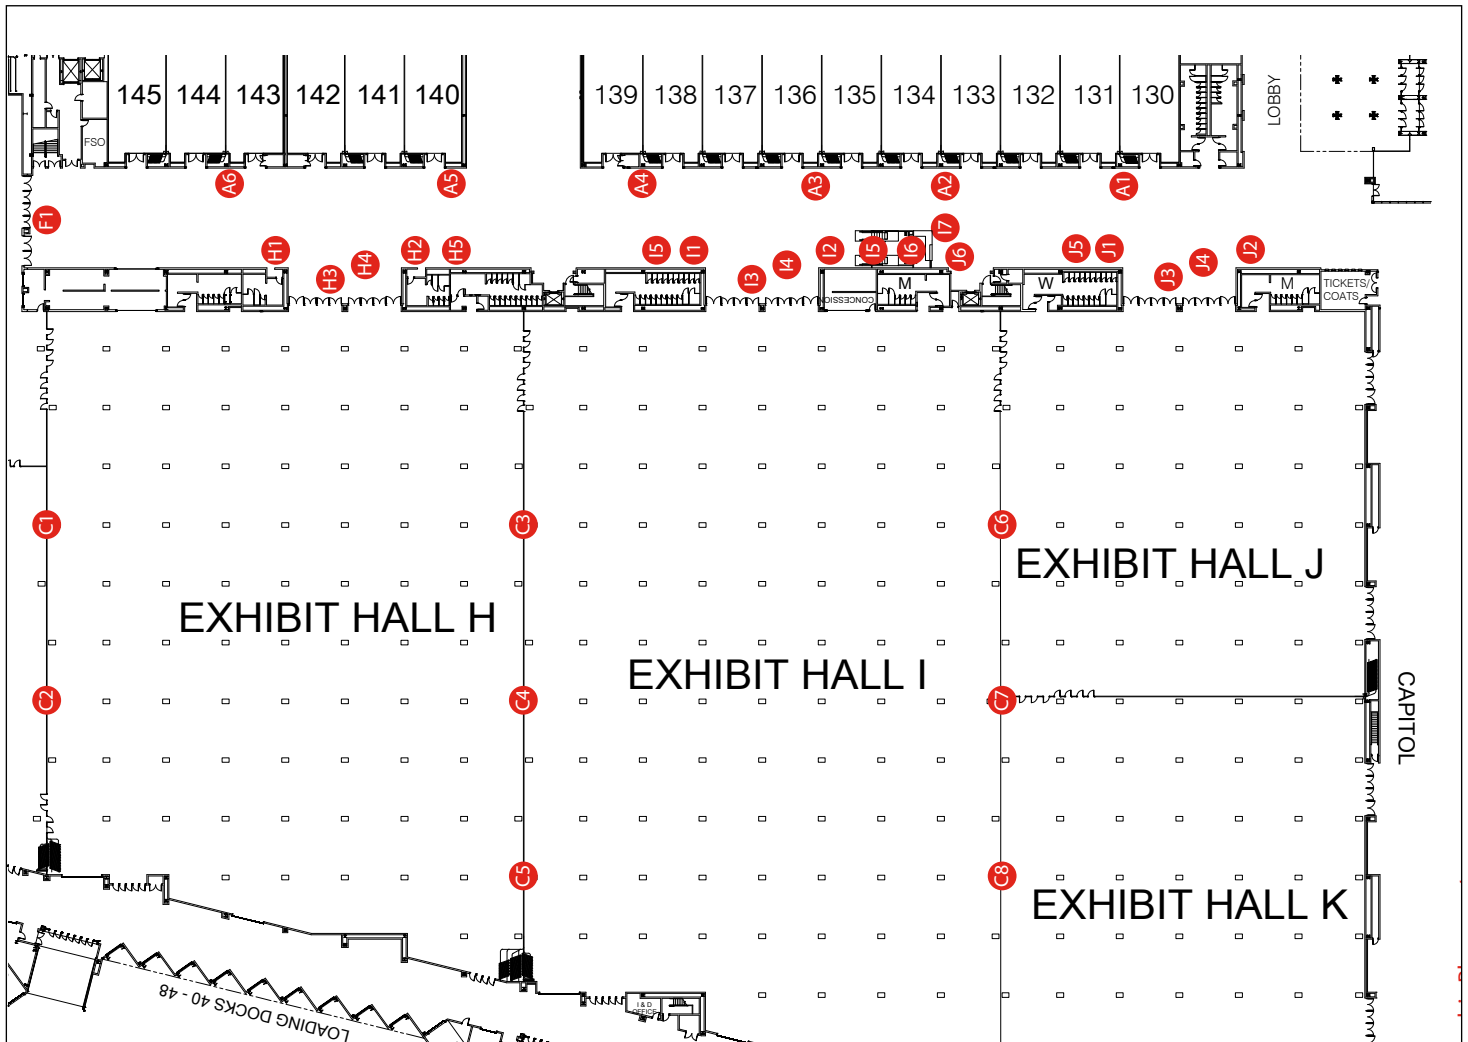 145 144 143 142 141 140 139 138 137 136 135 134 133 132 131 130
LOBBY
FSO
A6 A5 A4 A3 A2 A1
F1
H1 H3 H4 H2 H5 I5 I1 I3 I4 I2 I5 I6 I7 J6 J5 J1 J3 J4 J2
CONCESSION
M
W
M
TICKETS/
COATS
C1 C3 C6
EXHIBIT HALL J
EXHIBIT HALL H
EXHIBIT HALL I
C2 C4 C7
CAPITOL
C5 C8
EXHIBIT HALL K
LOADING DOCKS 40 - 48
I & D
OFFICE